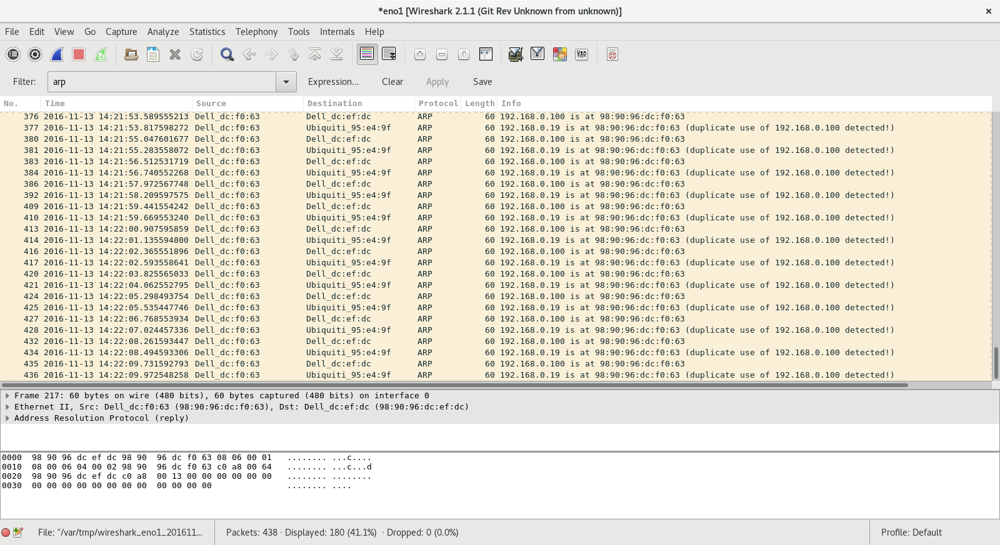 *eno1 [Wireshark 2.1.1 (Git Rev Unknown from unknown)]
File Edit View Go Capture Analyze Statistics Telephony Tools Internals Help
Filter: arp Expression... Clear Apply Save
No. Time Source Destination Protocol Length Info
376 2016-11-13 14:21:53.589555213 Dell_dc:f0:63 Dell_dc:ef:dc ARP 60 192.168.0.100 is at 98:90:96:dc:f0:63
377 2016-11-13 14:21:53.817598272 Dell_dc:f0:63 Ubiquiti_95:e4:9f ARP 60 192.168.0.19 is at 98:90:96:dc:f0:63 (duplicate use of 192.168.0.100 detected!)
380 2016-11-13 14:21:55.047601677 Dell_dc:f0:63 Dell_dc:ef:dc ARP 60 192.168.0.100 is at 98:90:96:dc:f0:63
381 2016-11-13 14:21:55.283558072 Dell_dc:f0:63 Ubiquiti_95:e4:9f ARP 60 192.168.0.19 is at 98:90:96:dc:f0:63 (duplicate use of 192.168.0.100 detected!)
383 2016-11-13 14:21:56.512531719 Dell_dc:f0:63 Dell_dc:ef:dc ARP 60 192.168.0.100 is at 98:90:96:dc:f0:63
384 2016-11-13 14:21:56.740552268 Dell_dc:f0:63 Ubiquiti_95:e4:9f ARP 60 192.168.0.19 is at 98:90:96:dc:f0:63 (duplicate use of 192.168.0.100 detected!)
386 2016-11-13 14:21:57.972567748 Dell_dc:f0:63 Dell_dc:ef:dc ARP 60 192.168.0.100 is at 98:90:96:dc:f0:63
392 2016-11-13 14:21:58.209597575 Dell_dc:f0:63 Ubiquiti_95:e4:9f ARP 60 192.168.0.19 is at 98:90:96:dc:f0:63 (duplicate use of 192.168.0.100 detected!)
409 2016-11-13 14:21:59.441554242 Dell_dc:f0:63 Dell_dc:ef:dc ARP 60 192.168.0.100 is at 98:90:96:dc:f0:63
410 2016-11-13 14:21:59.669553240 Dell_dc:f0:63 Ubiquiti_95:e4:9f ARP 60 192.168.0.19 is at 98:90:96:dc:f0:63 (duplicate use of 192.168.0.100 detected!)
413 2016-11-13 14:22:00.907595859 Dell_dc:f0:63 Dell_dc:ef:dc ARP 60 192.168.0.100 is at 98:90:96:dc:f0:63
414 2016-11-13 14:22:01.135594800 Dell_dc:f0:63 Ubiquiti_95:e4:9f ARP 60 192.168.0.19 is at 98:90:96:dc:f0:63 (duplicate use of 192.168.0.100 detected!)
416 2016-11-13 14:22:02.365551896 Dell_dc:f0:63 Dell_dc:ef:dc ARP 60 192.168.0.100 is at 98:90:96:dc:f0:63
417 2016-11-13 14:22:02.593558641 Dell_dc:f0:63 Ubiquiti_95:e4:9f ARP 60 192.168.0.19 is at 98:90:96:dc:f0:63 (duplicate use of 192.168.0.100 detected!)
420 2016-11-13 14:22:03.825565033 Dell_dc:f0:63 Dell_dc:ef:dc ARP 60 192.168.0.100 is at 98:90:96:dc:f0:63
421 2016-11-13 14:22:04.062552795 Dell_dc:f0:63 Ubiquiti_95:e4:9f ARP 60 192.168.0.19 is at 98:90:96:dc:f0:63 (duplicate use of 192.168.0.100 detected!)
424 2016-11-13 14:22:05.298493754 Dell_dc:f0:63 Dell_dc:ef:dc ARP 60 192.168.0.100 is at 98:90:96:dc:f0:63
425 2016-11-13 14:22:05.535447746 Dell_dc:f0:63 Ubiquiti_95:e4:9f ARP 60 192.168.0.19 is at 98:90:96:dc:f0:63 (duplicate use of 192.168.0.100 detected!)
427 2016-11-13 14:22:06.768553934 Dell_dc:f0:63 Dell_dc:ef:dc ARP 60 192.168.0.100 is at 98:90:96:dc:f0:63
428 2016-11-13 14:22:07.024457336 Dell_dc:f0:63 Ubiquiti_95:e4:9f ARP 60 192.168.0.19 is at 98:90:96:dc:f0:63 (duplicate use of 192.168.0.100 detected!)
432 2016-11-13 14:22:08.261593447 Dell_dc:f0:63 Dell_dc:ef:dc ARP 60 192.168.0.100 is at 98:90:96:dc:f0:63
434 2016-11-13 14:22:08.494593306 Dell_dc:f0:63 Ubiquiti_95:e4:9f ARP 60 192.168.0.19 is at 98:90:96:dc:f0:63 (duplicate use of 192.168.0.100 detected!)
435 2016-11-13 14:22:09.731592793 Dell_dc:f0:63 Dell_dc:ef:dc ARP 60 192.168.0.100 is at 98:90:96:dc:f0:63
436 2016-11-13 14:22:09.972548258 Dell_dc:f0:63 Ubiquiti_95:e4:9f ARP 60 192.168.0.19 is at 98:90:96:dc:f0:63 (duplicate use of 192.168.0.100 detected!)
Frame 217: 60 bytes on wire (480 bits), 60 bytes captured (480 bits) on interface 0
Ethernet II, Src: Dell_dc:f0:63 (98:90:96:dc:f0:63), Dst: Dell_dc:ef:dc (98:90:96:dc:ef:dc)
Address Resolution Protocol (reply)
0000 98 90 96 dc ef dc 98 90 96 dc f0 63 08 06 00 01 ........ ...c....
0010 08 00 06 04 00 02 98 90 96 dc f0 63 c0 a8 00 64 ........ ...c...d
0020 98 90 96 dc ef dc c0 a8 00 13 00 00 00 00 00 00 ........ ........
0030 00 00 00 00 00 00 00 00 00 00 00 00 ........ ....
File: "/var/tmp/wireshark_eno1_201611... Packets: 438 · Displayed: 180 (41.1%) · Dropped: 0 (0.0%) Profile: Default